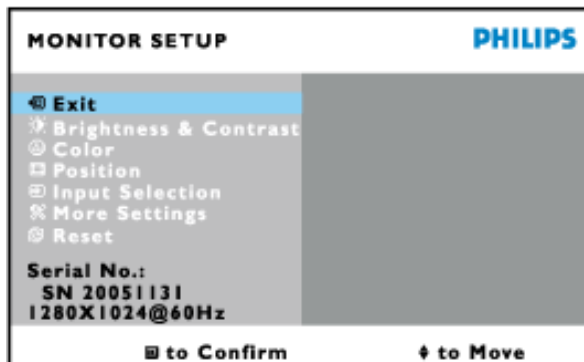 MONITOR SETUP
PHILIPS
Exit
Brightness & Contrast
Color
Position
Input Selection
More Settings
Reset
Serial No.:
SN 20051131
1280X1024@60Hz
to Confirm
to Move